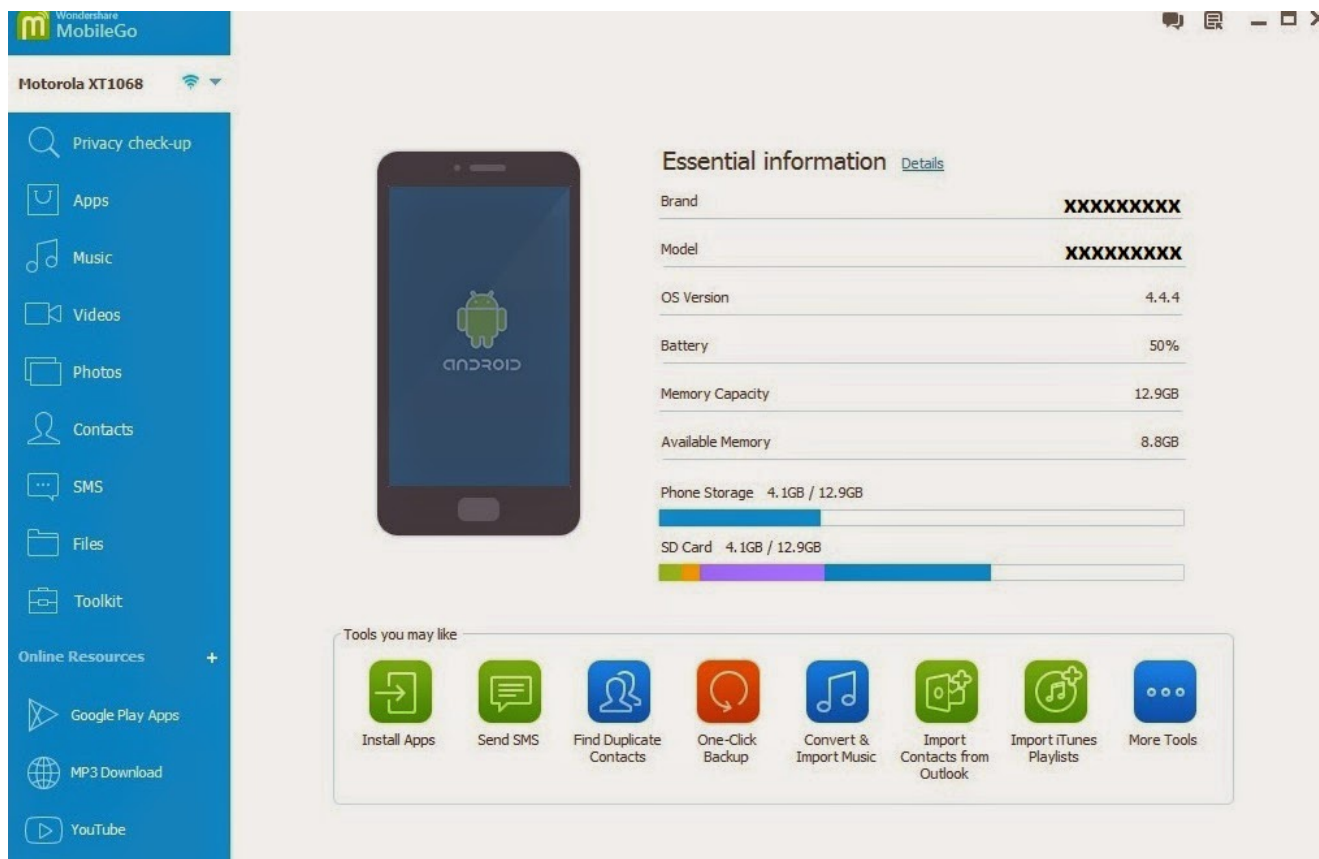 Wondershare
MobileGo
Motorola XT1068
Privacy check-up
Apps
Music
Videos
Photos
Contacts
SMS
Files
Toolkit
Online Resources +
Google Play Apps
MP3 Download
YouTube
ANDROID
Essential information Details
Brand XXXXXXXXX
Model XXXXXXXXX
OS Version 4.4.4
Battery 50%
Memory Capacity 12.9GB
Available Memory 8.8GB
Phone Storage 4.1GB / 12.9GB
SD Card 4.1GB / 12.9GB
Tools you may like
Install Apps
Send SMS
Find Duplicate
Contacts
One-Click
Backup
Convert &
Import Music
Import
Contacts from
Outlook
Import iTunes
Playlists
More Tools